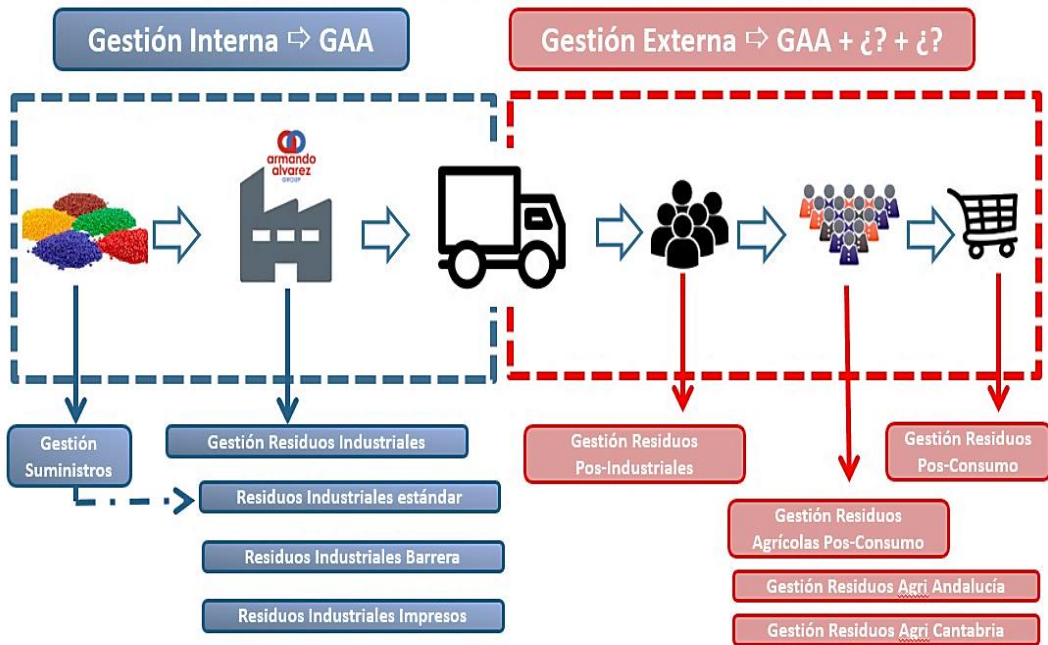 Gestión Interna ⇨ GAA
Gestión Externa ⇨ GAA + ¿? + ¿?
armando
alvarez
GROUP
Gestión
Suministros
Gestión Residuos Industriales
Residuos Industriales estándar
Residuos Industriales Barrera
Residuos Industriales Impresos
Gestión Residuos
Pos-Industriales
Gestión Residuos
Pos-Consumo
Gestión Residuos
Agrícolas Pos-Consumo
Gestión Residuos Agri Andalucía
Gestión Residuos Agri Cantabria